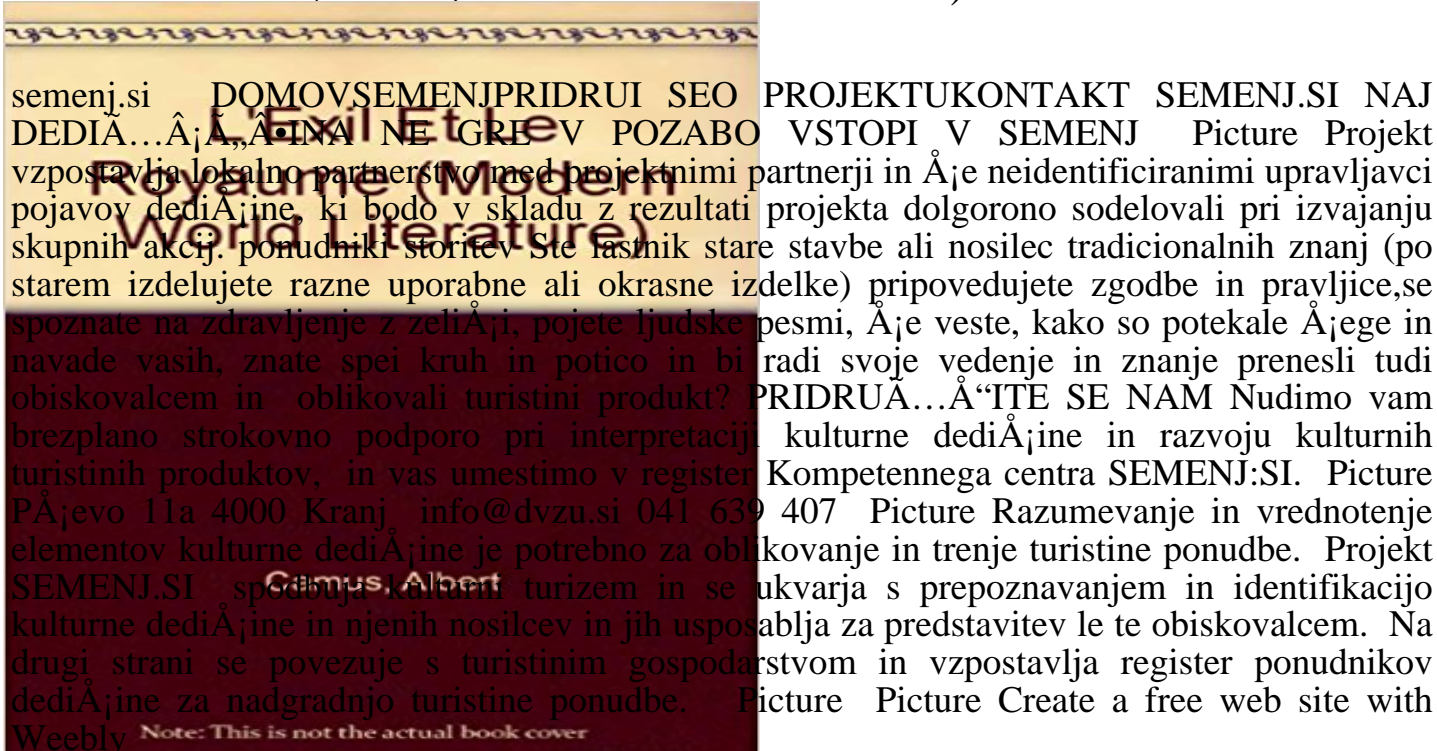 semenj.si DOMOVSEMENJPRIDRUI SEO PROJEKTUKONTAKT SEMENJ.SI NAJ
DEDIÃ…Â¡Ã„Â•INA NE GRE V POZABO VSTOPI V SEMENJ Picture Projekt
vzpostavlja lokalno partnerstvo med projektnimi partnerji in Å¡e neidentificiranimi upravljavci
pojavov dediÅ¡ine, ki bodo v skladu z rezultati projekta dolgorono sodelovali pri izvajanju
skupnih akcij. ponudniki storitev Ste lastnik stare stavbe ali nosilec tradicionalnih znanj (po
starem izdelujete razne uporabne ali okrasne izdelke) pripovedujete zgodbe in pravljice,se
spoznate na zdravljenje z zeliÅ¡i, pojete ljudske pesmi, Å¡e veste, kako so potekale Å¡ege in
navade vasih, znate spei kruh in potico in bi radi svoje vedenje in znanje prenesli tudi
obiskovalcem in oblikovali turistini produkt? PRIDRUÃ…Å“ITE SE NAM Nudimo vam
brezplano strokovno podporo pri interpretaciji kulturne dediÅ¡ine in razvoju kulturnih
turistinih produktov, in vas umestimo v register Kompetennega centra SEMENJ:SI. Picture
PÅ¡evo 11a 4000 Kranj info@dvzu.si 041 639 407 Picture Razumevanje in vrednotenje
elementov kulturne dediÅ¡ine je potrebno za oblikovanje in trenje turistine ponudbe. Projekt
SEMENJ.SI spodbuja kulturni turizem in se ukvarja s prepoznavanjem in identifikacijo
kulturne dediÅ¡ine in njenih nosilcev in jih usposablja za predstavitev le te obiskovalcem. Na
drugi strani se povezuje s turistinim gospodarstvom in vzpostavlja register ponudnikov
dediÅ¡ine za nadgradnjo turistine ponudbe. Picture Picture Create a free web site with
Weebly
L'Exil Et Le
Royaume (Modern
World Literature)
Camus, Albert
Note: This is not the actual book cover